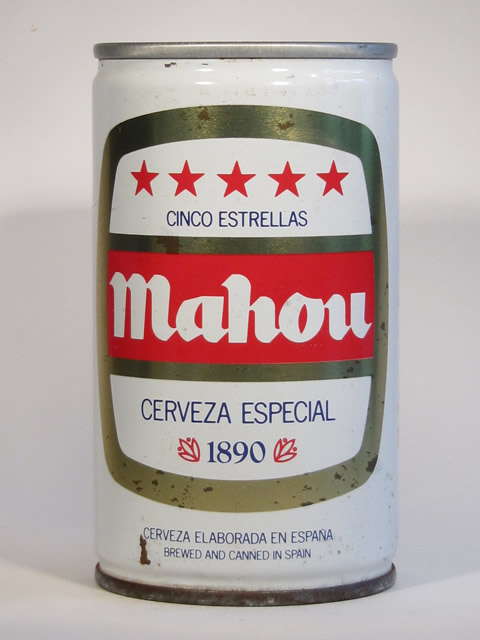 CINCO ESTRELLAS
Mahou
CERVEZA ESPECIAL
1890
CERVEZA ELABORADA EN ESPAÑA
BREWED AND CANNED IN SPAIN